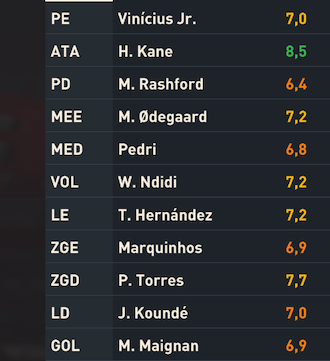 PE Vinícius Jr. 7,0
ATA H. Kane 8,5
PD M. Rashford 6,4
MEE M. Ødegaard 7,2
MED Pedri 6,8
VOL W. Ndidi 7,2
LE T. Hernández 7,2
ZGE Marquinhos 6,9
ZGD P. Torres 7,7
LD J. Koundé 7,0
GOL M. Maignan 6,9